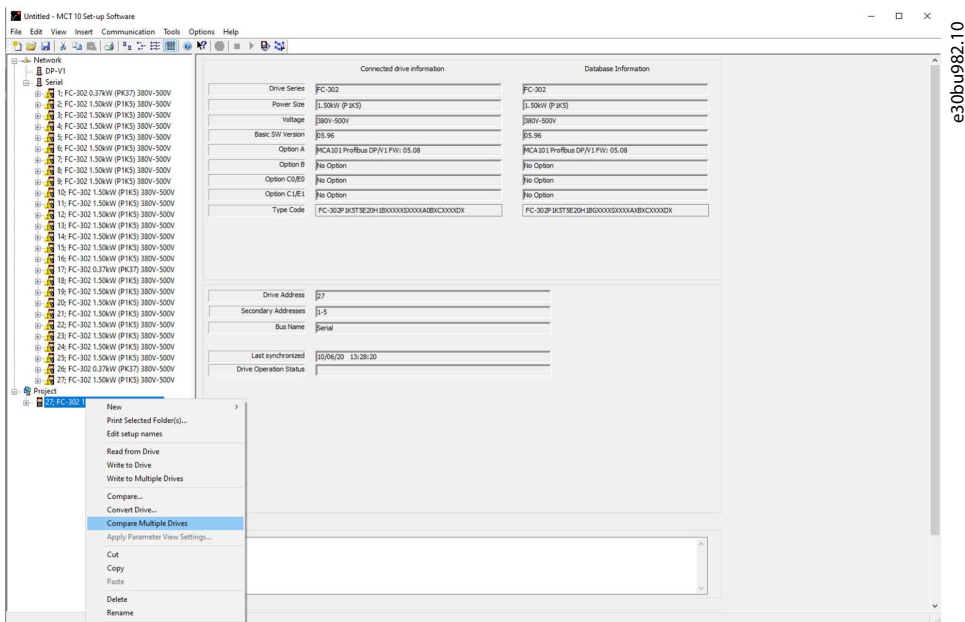 Untitled - MCT 10 Set-up Software
File Edit View Insert Communication Tools Options Help
Network
DP-V1
Serial
1; FC-302 0.37kW (PK37) 380V-500V
2; FC-302 1.50kW (P1K5) 380V-500V
3; FC-302 1.50kW (P1K5) 380V-500V
4; FC-302 1.50kW (P1K5) 380V-500V
5; FC-302 1.50kW (P1K5) 380V-500V
6; FC-302 1.50kW (P1K5) 380V-500V
7; FC-302 1.50kW (P1K5) 380V-500V
8; FC-302 1.50kW (P1K5) 380V-500V
9; FC-302 1.50kW (P1K5) 380V-500V
10; FC-302 1.50kW (P1K5) 380V-500V
11; FC-302 1.50kW (P1K5) 380V-500V
12; FC-302 1.50kW (P1K5) 380V-500V
13; FC-302 1.50kW (P1K5) 380V-500V
14; FC-302 1.50kW (P1K5) 380V-500V
15; FC-302 1.50kW (P1K5) 380V-500V
16; FC-302 1.50kW (P1K5) 380V-500V
17; FC-302 0.37kW (PK37) 380V-500V
18; FC-302 1.50kW (P1K5) 380V-500V
19; FC-302 1.50kW (P1K5) 380V-500V
20; FC-302 1.50kW (P1K5) 380V-500V
21; FC-302 1.50kW (P1K5) 380V-500V
22; FC-302 1.50kW (P1K5) 380V-500V
23; FC-302 1.50kW (P1K5) 380V-500V
24; FC-302 1.50kW (P1K5) 380V-500V
25; FC-302 1.50kW (P1K5) 380V-500V
26; FC-302 0.37kW (PK37) 380V-500V
27; FC-302 1.50kW (P1K5) 380V-500V
Project
27; FC-302 1
New
Print Selected Folder(s)...
Edit setup names
Read from Drive
Write to Drive
Write to Multiple Drives
Compare...
Convert Drive...
Compare Multiple Drives
Apply Parameter View Settings...
Cut
Copy
Paste
Delete
Rename
Connected drive information Database Information
Drive Series FC-302 FC-302
Power Size 1.50kW (P1K5) 1.50kW (P1K5)
Voltage 380V-500V 380V-500V
Basic SW Version 05.96 05.96
Option A MCA101 Profibus DP/V1 FW: 05.08 MCA101 Profibus DP/V1 FW: 05.08
Option B No Option No Option
Option C0/E0 No Option No Option
Option C1/E1 No Option No Option
Type Code FC-302P1K5T5E20H1BXXXXXSXXXXA0BXCXXXXDX FC-302P1K5T5E20H1BGXXXXSXXXXAXBXCXXXXDX
Drive Address 27
Secondary Addresses 1-5
Bus Name Serial
Last synchronized 10/06/20 13:28:20
Drive Operation Status
e30bu982.10